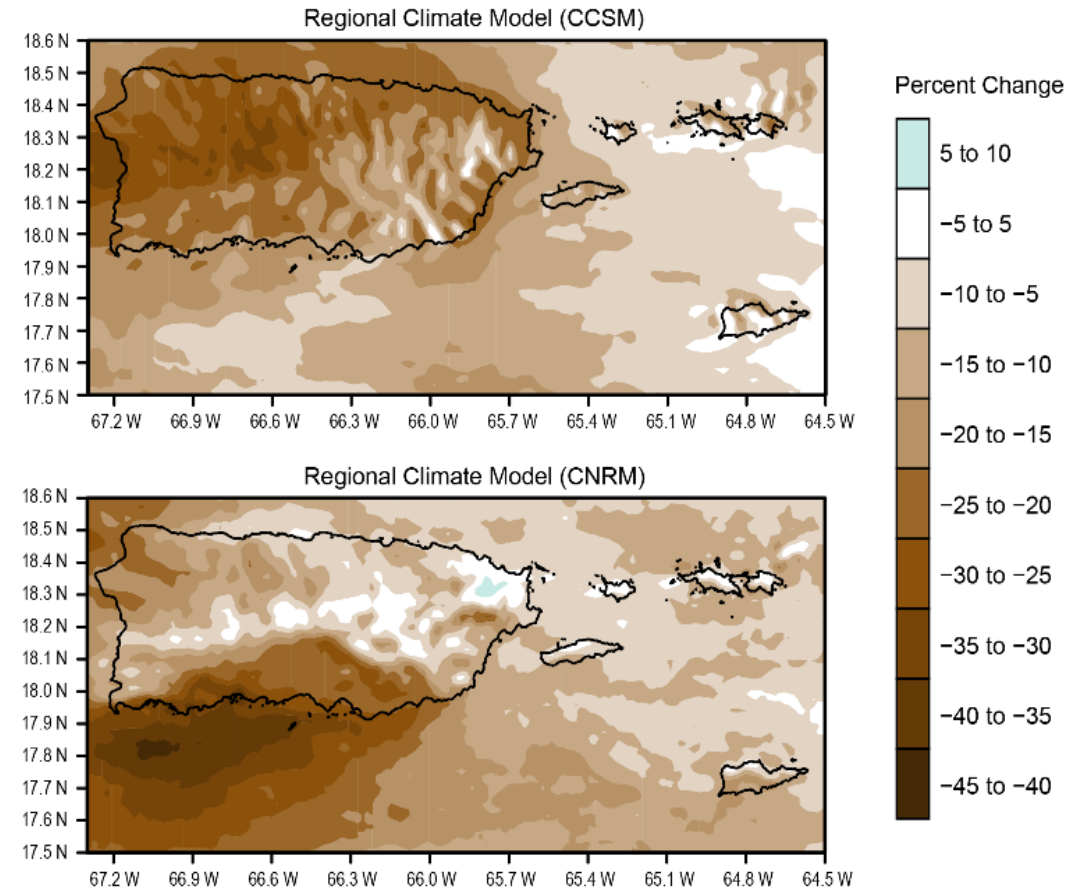 Regional Climate Model (CCSM)
18.6 N
18.5 N
18.4 N
18.3 N
18.2 N
18.1 N
18.0 N
17.9 N
17.8 N
17.7 N
17.6 N
17.5 N
67.2 W 66.9 W 66.6 W 66.3 W 66.0 W 65.7 W 65.4 W 65.1 W 64.8 W 64.5 W
Regional Climate Model (CNRM)
18.6 N
18.5 N
18.4 N
18.3 N
18.2 N
18.1 N
18.0 N
17.9 N
17.8 N
17.7 N
17.6 N
17.5 N
67.2 W 66.9 W 66.6 W 66.3 W 66.0 W 65.7 W 65.4 W 65.1 W 64.8 W 64.5 W
Percent Change
5 to 10
−5 to 5
−10 to −5
−15 to −10
−20 to −15
−25 to −20
−30 to −25
−35 to −30
−40 to −35
−45 to −40